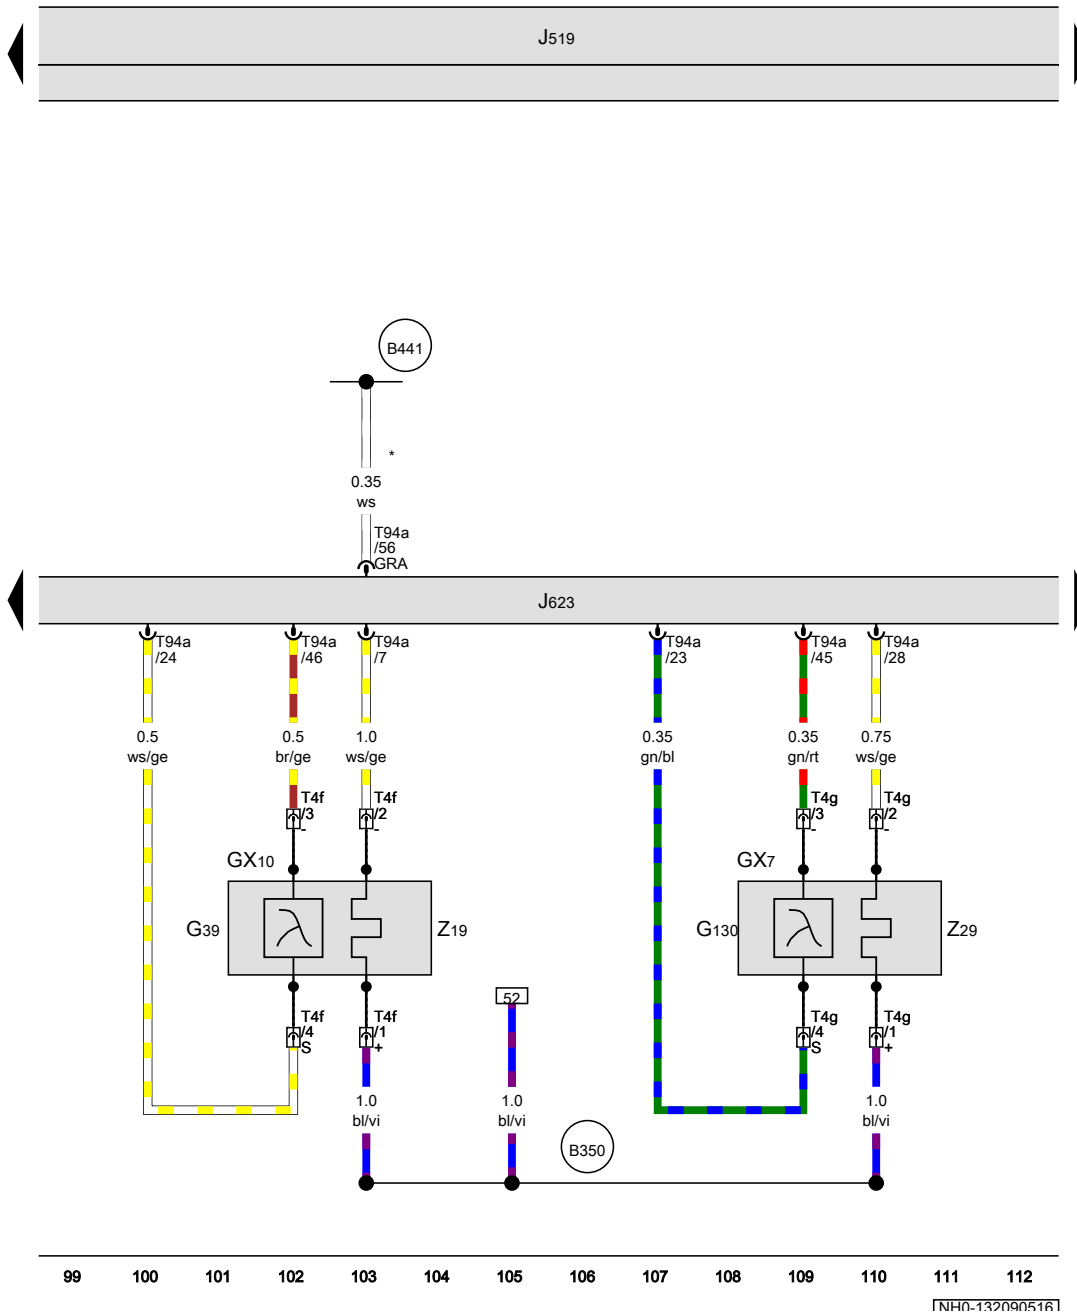 J519
B441
*
0.35
ws
T94a
/56
GRA
J623
T94a
/24
T94a
/46
T94a
/7
T94a
/23
T94a
/45
T94a
/28
0.5
ws/ge
0.5
br/ge
1.0
ws/ge
0.35
gn/bl
0.35
gn/rt
0.75
ws/ge
T4f
/3
-
T4f
/2
-
T4g
/3
-
T4g
/2
-
GX10
GX7
G39
Z19
G130
Z29
52
T4f
/4
S
T4f
/1
+
T4g
/4
S
T4g
/1
+
1.0
bl/vi
1.0
bl/vi
1.0
bl/vi
B350
99 100 101 102 103 104 105 106 107 108 109 110 111 112
NH0-132090516